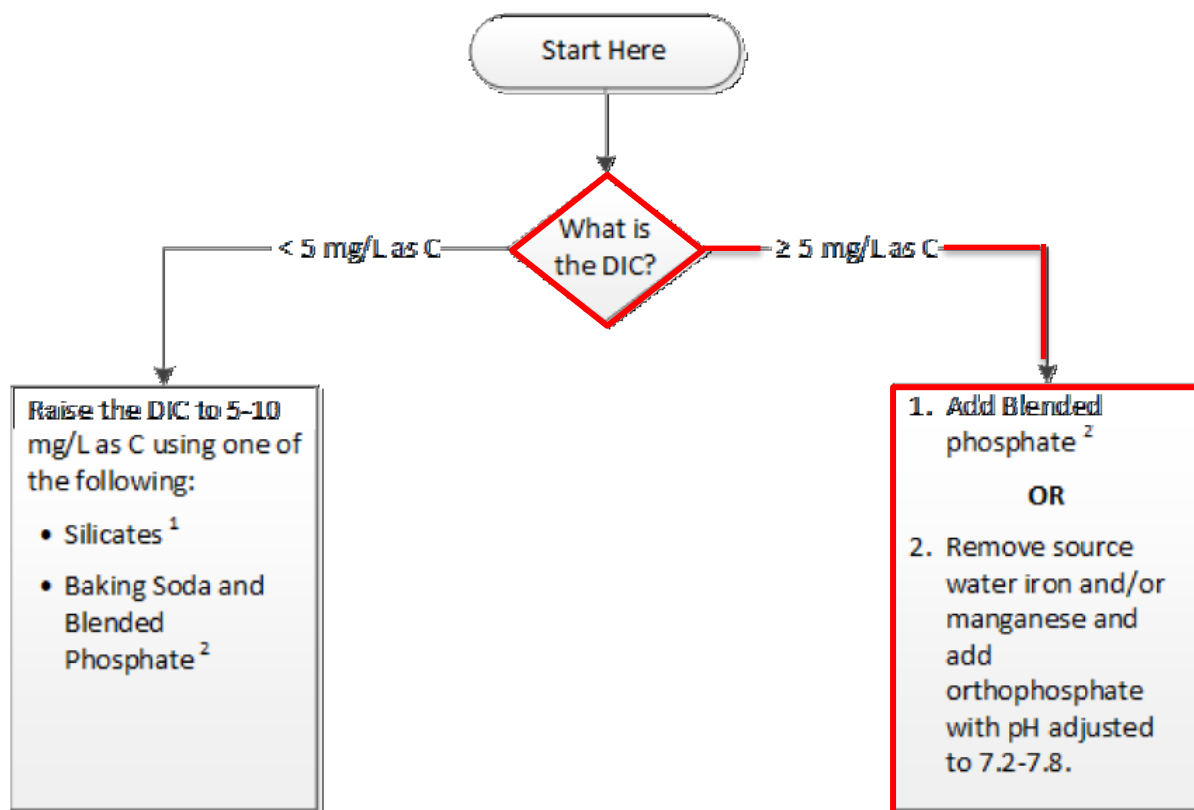 Start Here
What is
the DIC?
< 5 mg/L as C
≥ 5 mg/L as C
Raise the DIC to 5-10
mg/L as C using one of
the following:
• Silicates 1
• Baking Soda and
Blended
Phosphate 2
1. Add Blended
phosphate 2
OR
2. Remove source
water iron and/or
manganese and
add
orthophosphate
with pH adjusted
to 7.2-7.8.